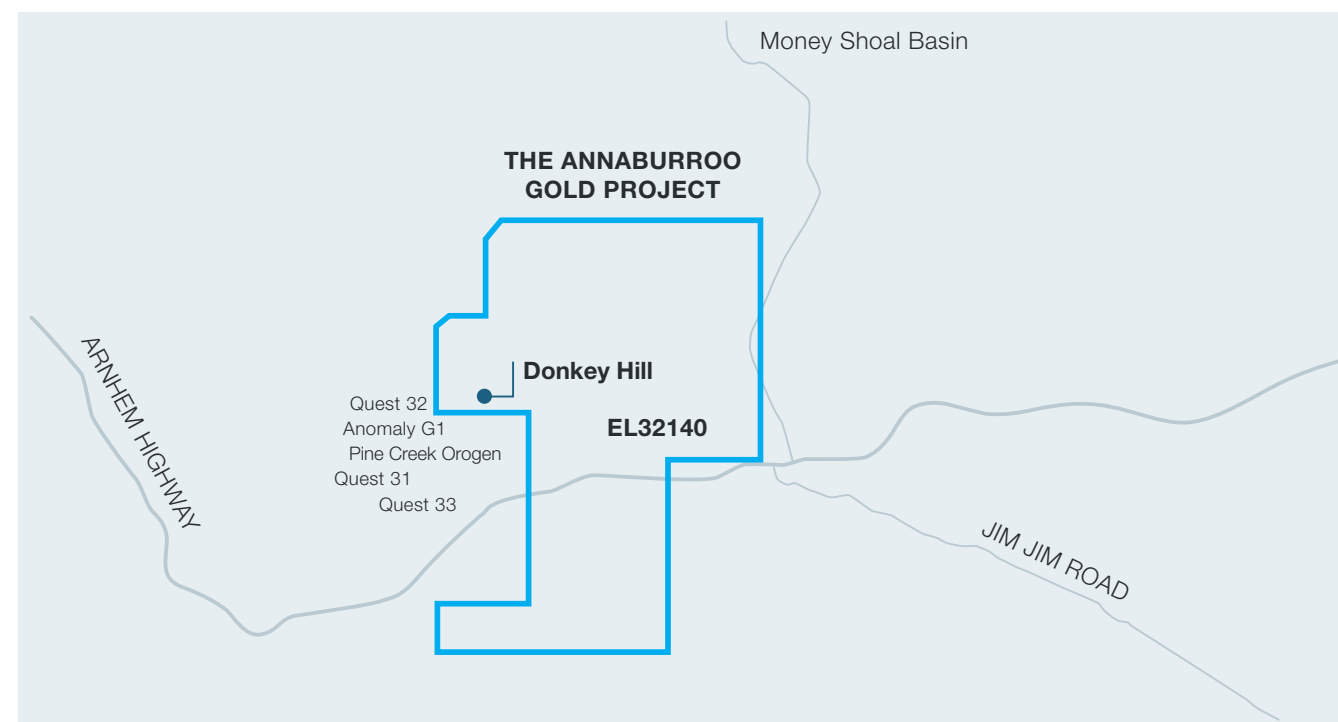 Money Shoal Basin
THE ANNABURROO
GOLD PROJECT
ARNHEM HIGHWAY
Donkey Hill
Quest 32
Anomaly G1
EL32140
Pine Creek Orogen
Quest 31
Quest 33
JIM JIM ROAD